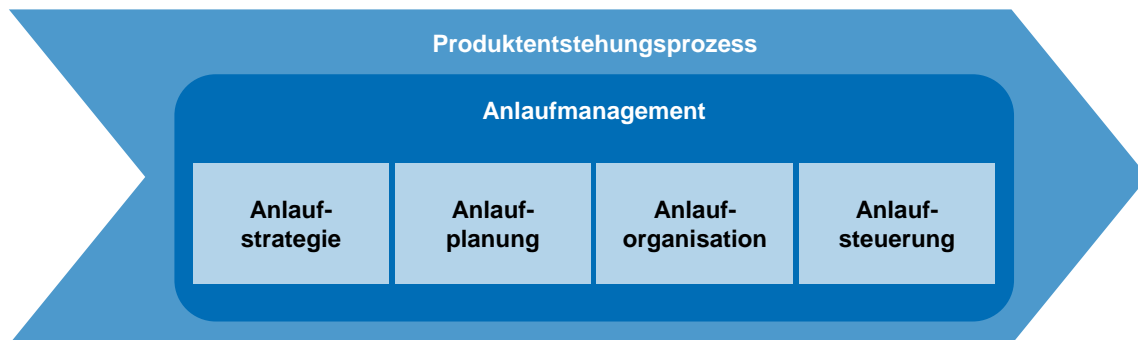 Produktentstehungsprozess
Anlaufmanagement
Anlauf-
strategie
Anlauf-
planung
Anlauf-
organisation
Anlauf-
steuerung